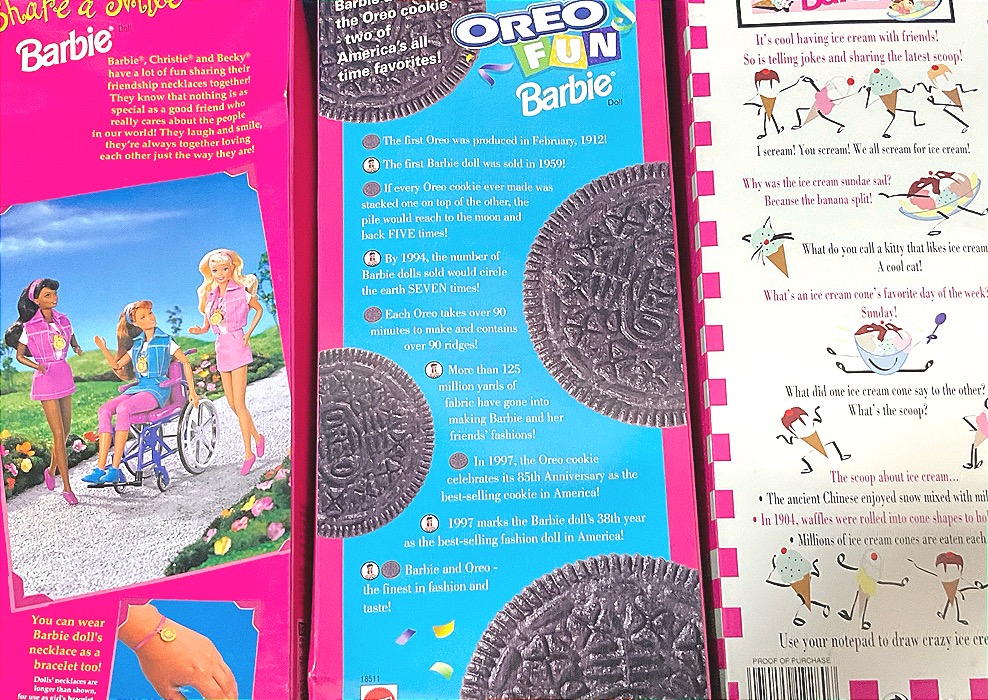 Share a Smile
Barbie® Doll
Barbie®, Christie® and Becky®
have a lot of fun sharing their
friendship necklaces together!
They know that nothing is as
special as a good friend who
really cares about the people
in our world! They laugh and smile,
they're always together loving
each other just the way they are!
You can wear
Barbie doll's
necklace as a
bracelet too!
Dolls' necklaces are
longer than shown,
for use as girl's bracelet.
the Oreo cookie
two of
America's all-
time favorites!
OREO
FUN
Barbie® Doll
The first Oreo was produced in February, 1912!
The first Barbie doll was sold in 1959!
If every Oreo cookie ever made was
stacked one on top of the other, the
pile would reach to the moon and
back FIVE times!
By 1994, the number of
Barbie dolls sold would circle
the earth SEVEN times!
Each Oreo takes over 90
minutes to make and contains
over 90 ridges!
More than 125
million yards of
fabric have gone into
making Barbie and her
friends' fashions!
In 1997, the Oreo cookie
celebrates its 85th Anniversary as the
best-selling cookie in America!
1997 marks the Barbie doll's 38th year
as the best-selling fashion doll in America!
Barbie and Oreo -
the finest in fashion and
taste!
18511
It's cool having ice cream with friends!
So is telling jokes and sharing the latest scoop!
I scream! You scream! We all scream for ice cream!
Why was the ice cream sundae sad?
Because the banana split!
What do you call a kitty that likes ice cream
A cool cat!
What's an ice cream cone's favorite day of the week?
Sunday!
What did one ice cream cone say to the other?
What's the scoop?
The scoop about ice cream...
• The ancient Chinese enjoyed snow mixed with mil
• In 1904, waffles were rolled into cone shapes to ho
• Millions of ice cream cones are eaten each
Use your notepad to draw crazy ice cre
PROOF OF PURCHASE